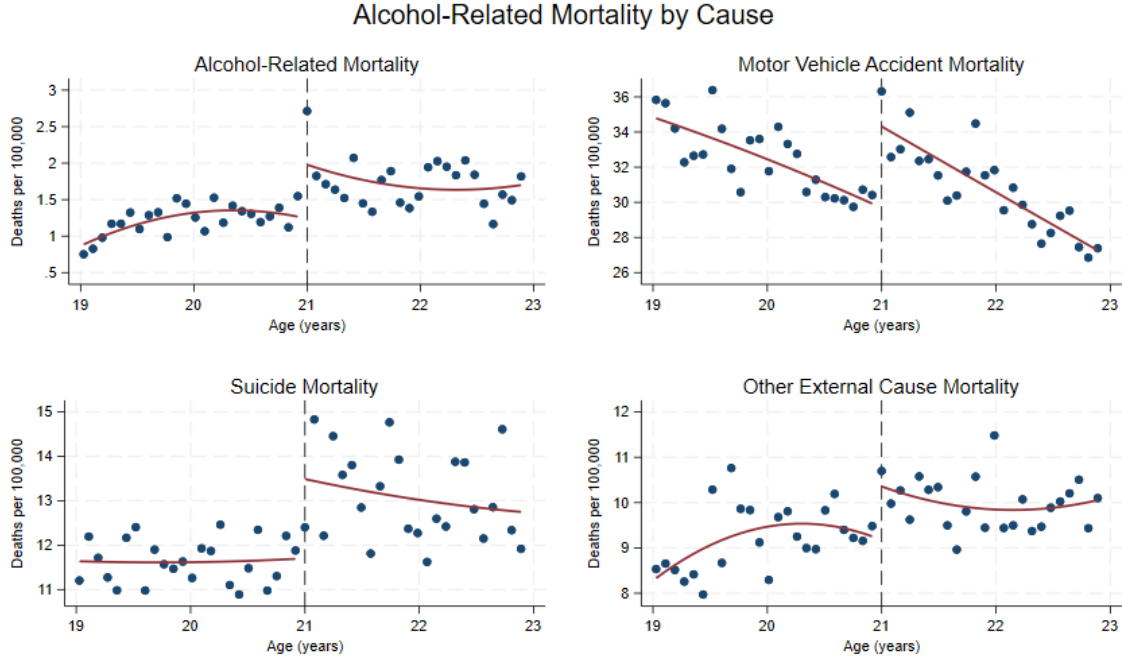 Alcohol-Related Mortality by Cause
Alcohol-Related Mortality
Deaths per 100,000
3
2.5
2
1.5
1
.5
19 20 21 22 23
Age (years)
Motor Vehicle Accident Mortality
Deaths per 100,000
36
34
32
30
28
26
19 20 21 22 23
Age (years)
Suicide Mortality
Deaths per 100,000
15
14
13
12
11
19 20 21 22 23
Age (years)
Other External Cause Mortality
Deaths per 100,000
12
11
10
9
8
19 20 21 22 23
Age (years)